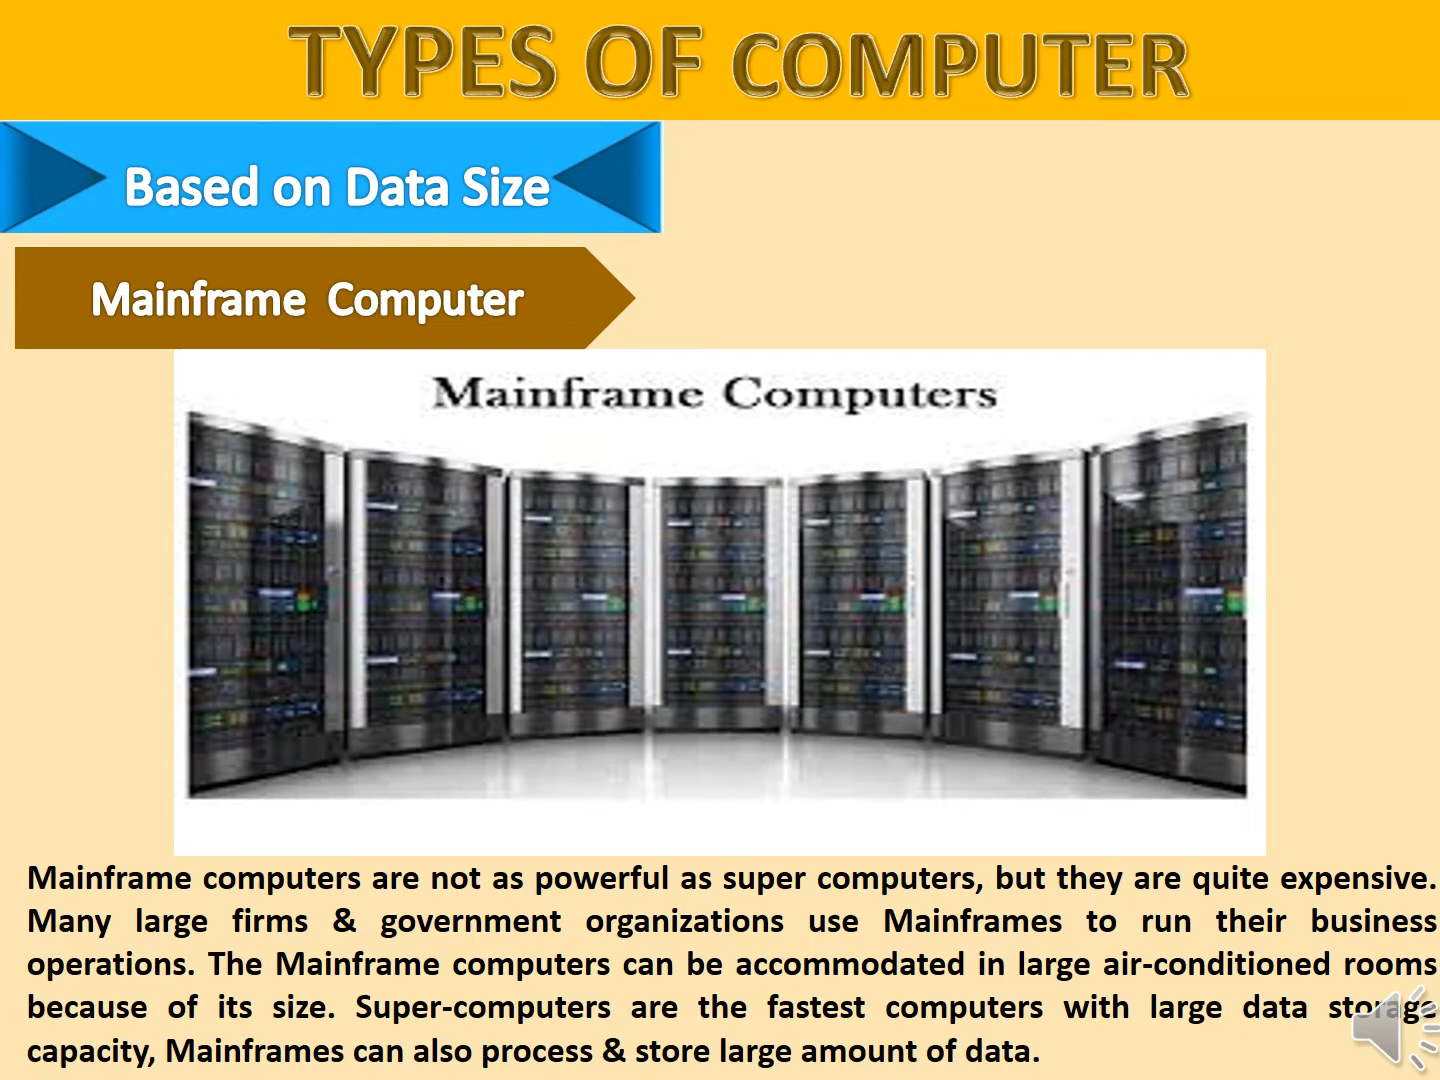 TYPES OF COMPUTER
Based on Data Size
Mainframe Computer
Mainframe Computers
Mainframe computers are not as powerful as super computers, but they are quite expensive.
Many large firms & government organizations use Mainframes to run their business
operations. The Mainframe computers can be accommodated in large air-conditioned rooms
because of its size. Super-computers are the fastest computers with large data storage
capacity, Mainframes can also process & store large amount of data.